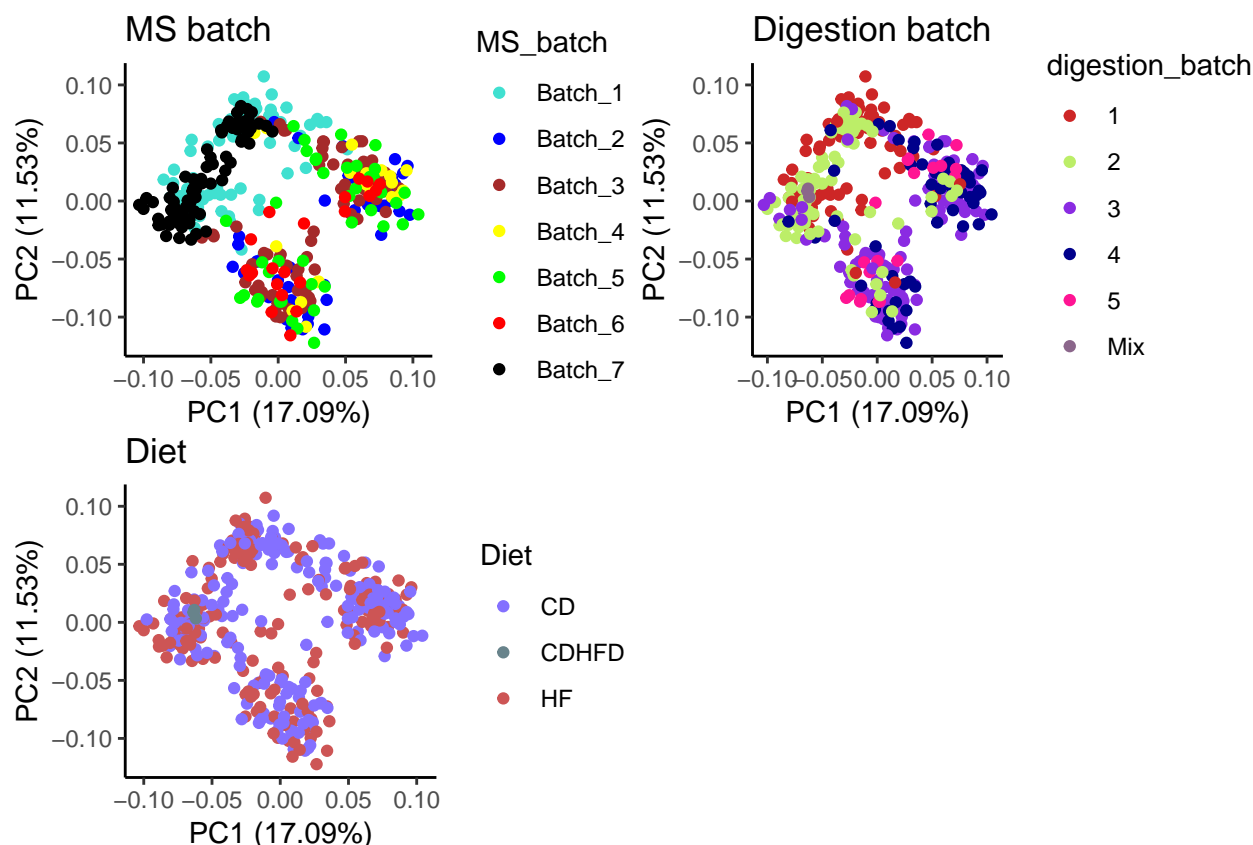 MS batch
0.10
0.05
0.00
−0.05
−0.10
−0.10 −0.05 0.00 0.05 0.10
PC1 (17.09%)
PC2 (11.53%)
MS_batch
Batch_1
Batch_2
Batch_3
Batch_4
Batch_5
Batch_6
Batch_7
Digestion batch
0.10
0.05
0.00
−0.05
−0.10
−0.10 −0.05 0.00 0.05 0.10
PC1 (17.09%)
PC2 (11.53%)
digestion_batch
1
2
3
4
5
Mix
Diet
0.10
0.05
0.00
−0.05
−0.10
−0.10 −0.05 0.00 0.05 0.10
PC1 (17.09%)
PC2 (11.53%)
Diet
CD
CDHFD
HF